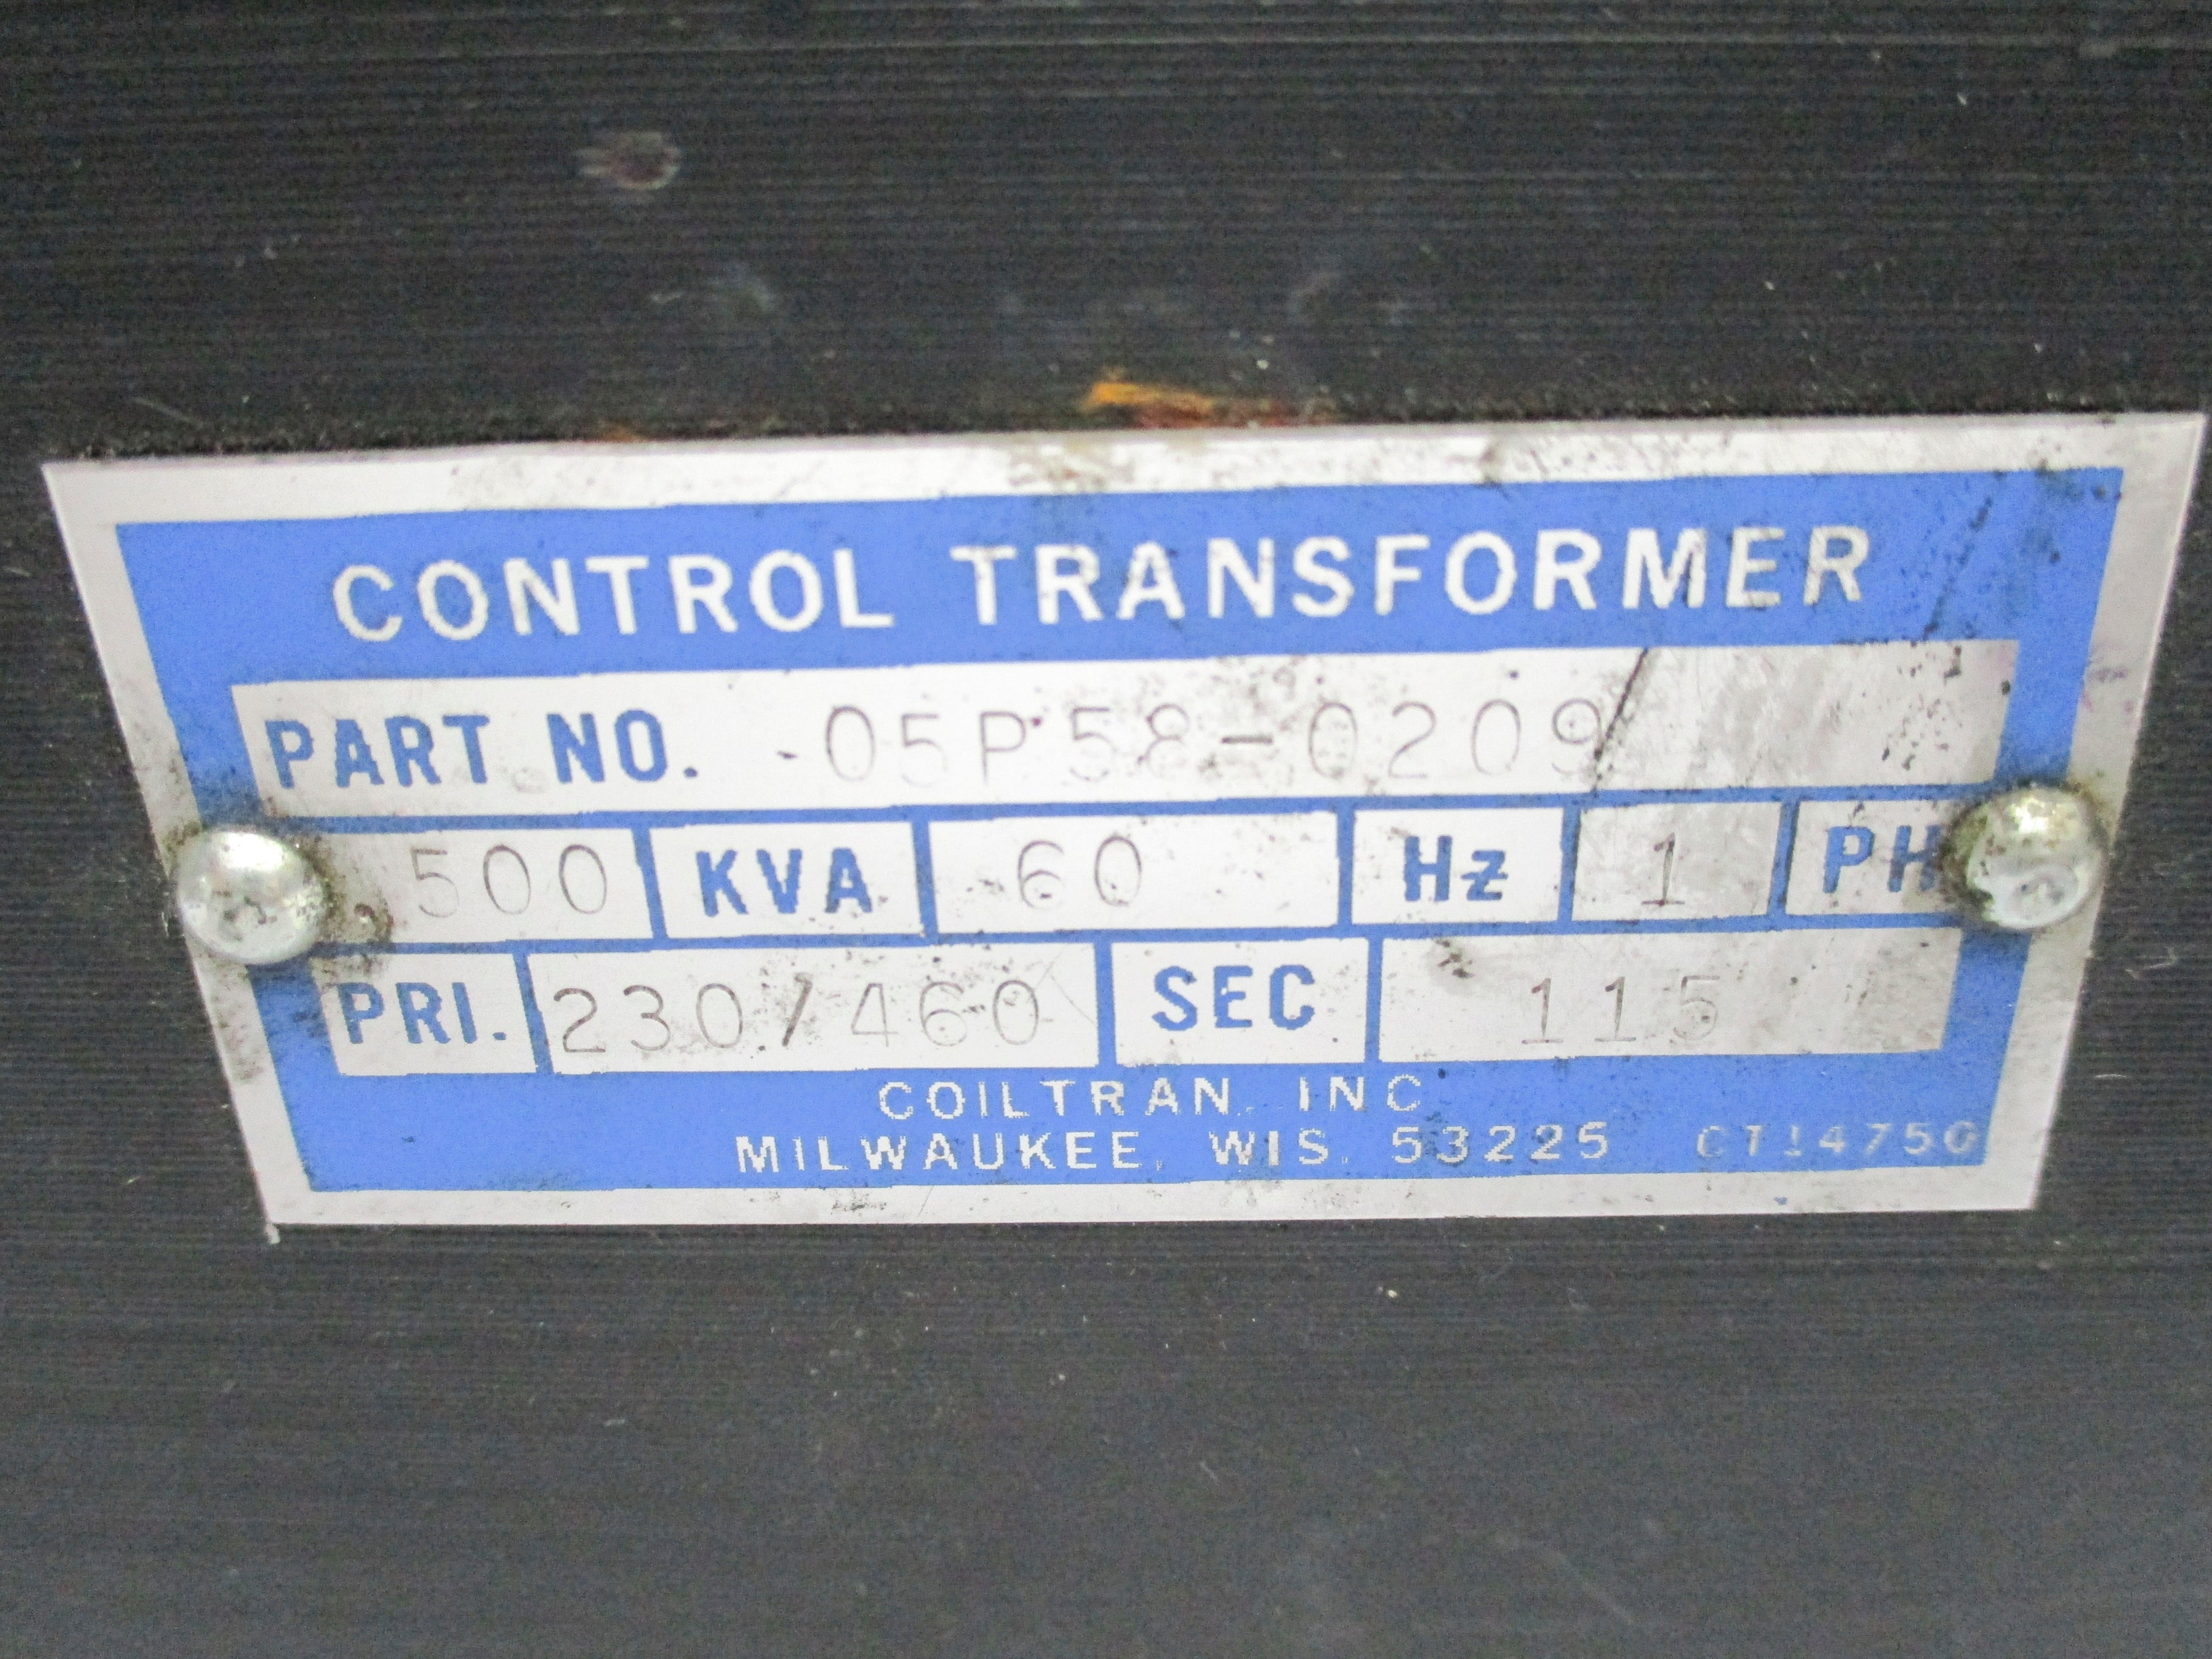 CONTROL TRANSFORMER
PART NO. -05P58-0209
.500 KVA 60 Hz 1 PH
PRI. 230/460 SEC 115
COILTRAN, INC
MILWAUKEE, WIS. 53225